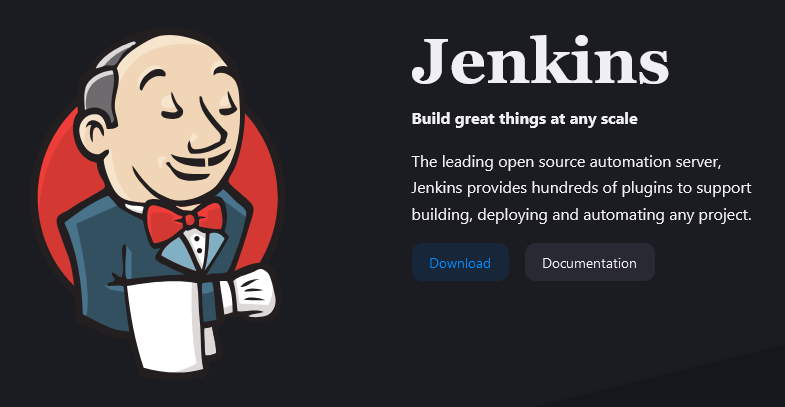 Jenkins
Build great things at any scale
The leading open source automation server,
Jenkins provides hundreds of plugins to support
building, deploying and automating any project.
Download
Documentation